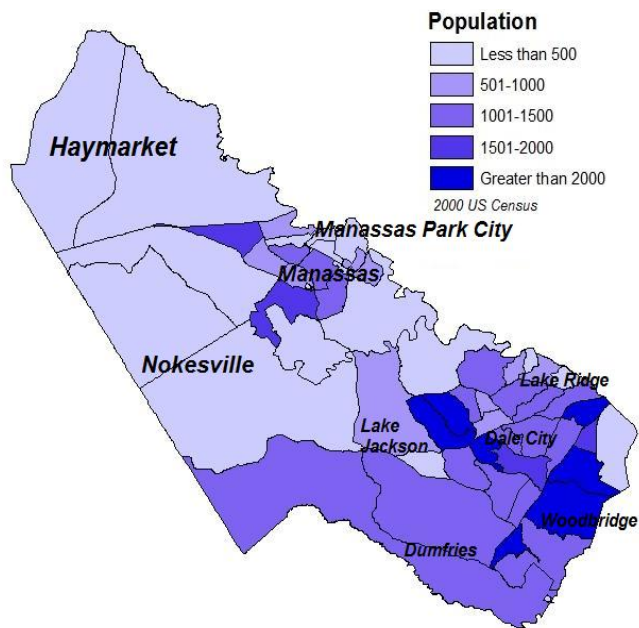 Population
Less than 500
501-1000
1001-1500
1501-2000
Greater than 2000
2000 US Census
Haymarket
Manassas Park City
Manassas
Nokesville
Lake Ridge
Lake
Jackson
Dale City
Woodbridge
Dumfries